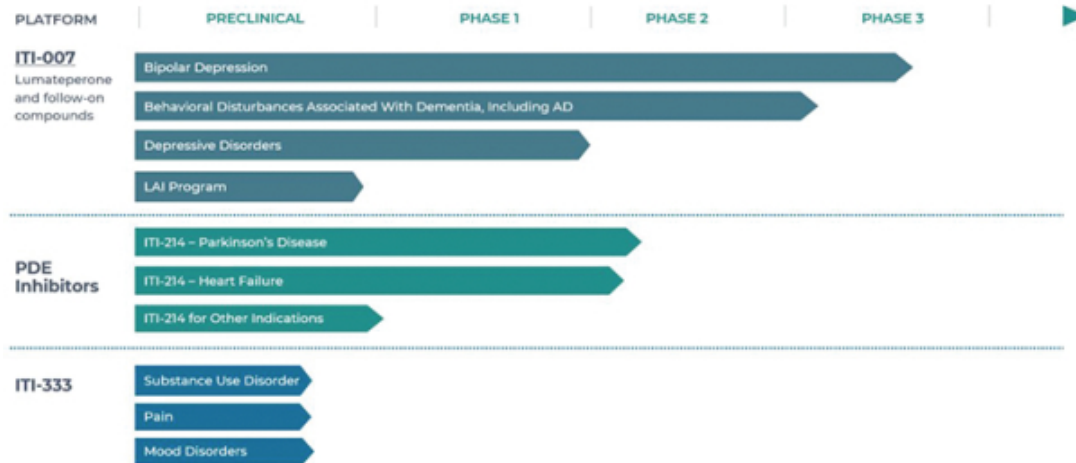 PLATFORM PRECLINICAL PHASE 1 PHASE 2 PHASE 3
ITI-007
Lumateperone
and follow-on
compounds
Bipolar Depression
Behavioral Disturbances Associated With Dementia, Including AD
Depressive Disorders
LAI Program
PDE
Inhibitors
ITI-214 – Parkinson's Disease
ITI-214 – Heart Failure
ITI-214 for Other Indications
ITI-333
Substance Use Disorder
Pain
Mood Disorders